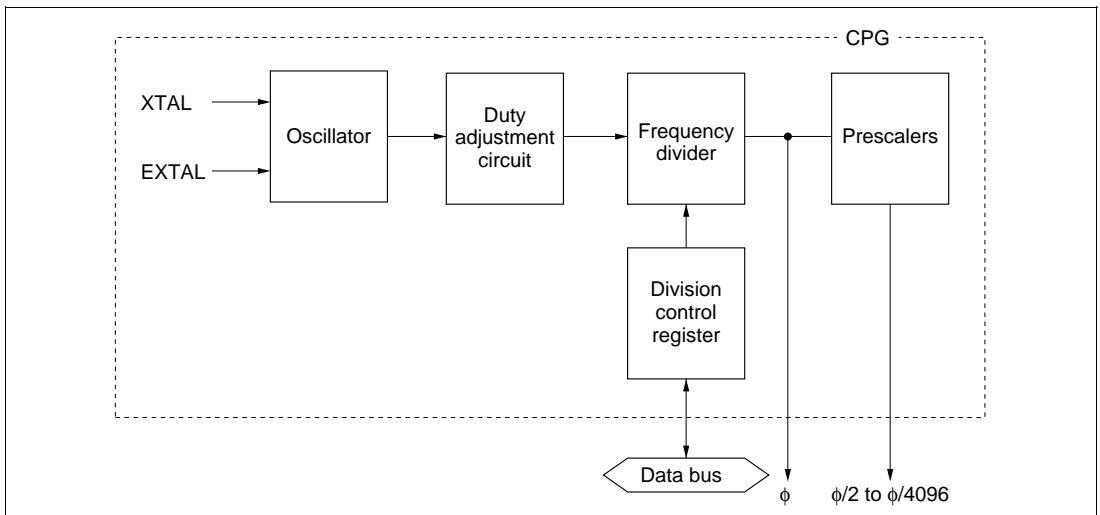 CPG
XTAL
EXTAL
Oscillator
Duty
adjustment
circuit
Frequency
divider
Prescalers
Division
control
register
Data bus
ϕ
ϕ/2 to ϕ/4096